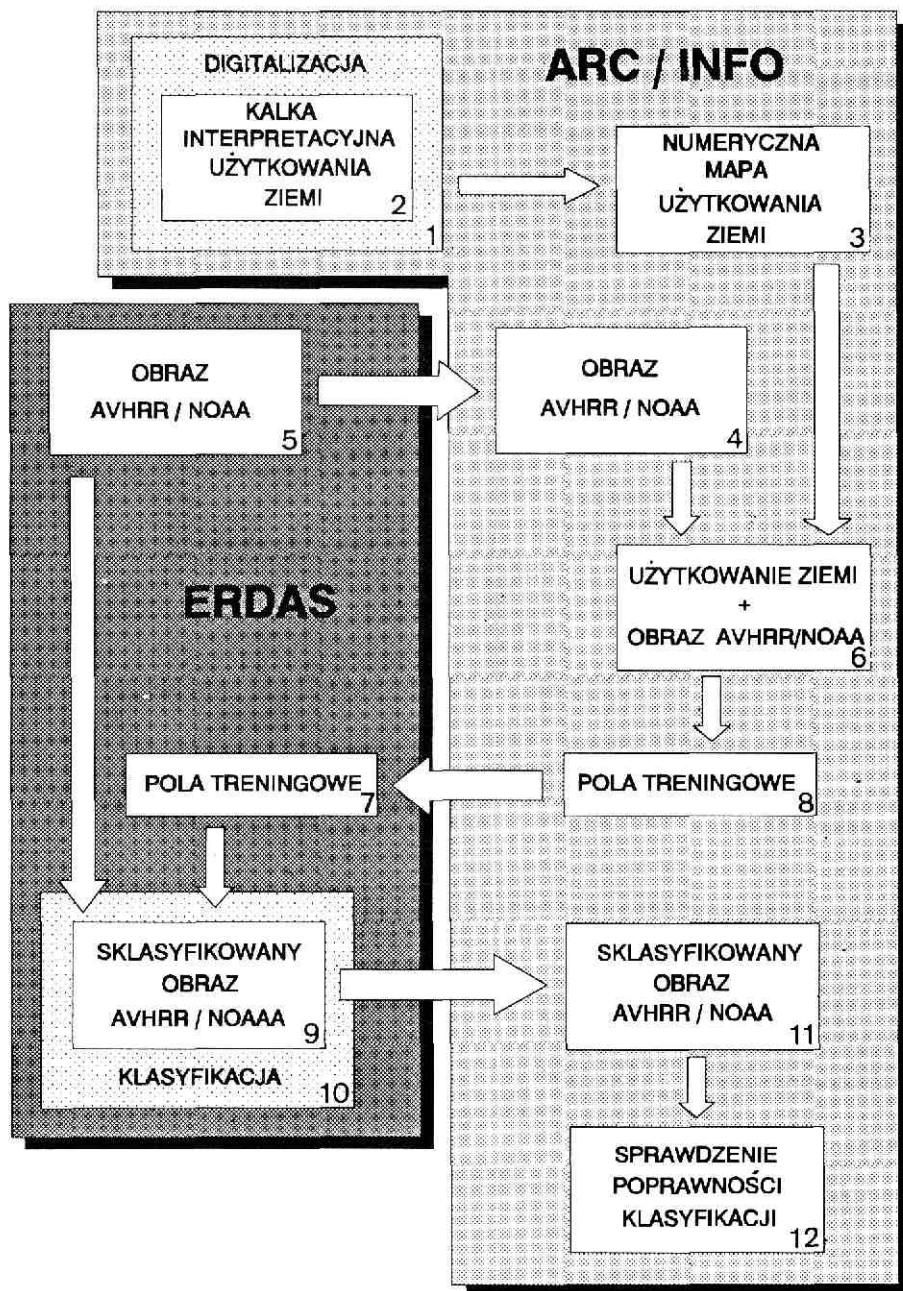 ARC / INFO
DIGITALIZACJA
KALKA
INTERPRETACYJNA
UŻYTKOWANIA
ZIEMI
2
1
NUMERYCZNA
MAPA
UŻYTKOWANIA
ZIEMI
3
OBRAZ
AVHRR / NOAA
5
OBRAZ
AVHRR / NOAA
4
ERDAS
UŻYTKOWANIE ZIEMI
+
OBRAZ AVHRR/NOAA
6
POLA TRENINGOWE
7
POLA TRENINGOWE
8
SKLASYFIKOWANY
OBRAZ
AVHRR / NOAAA
9
KLASYFIKACJA
10
SKLASYFIKOWANY
OBRAZ
AVHRR / NOAA
11
SPRAWDZENIE
POPRAWNOŚCI
KLASYFIKACJI
12